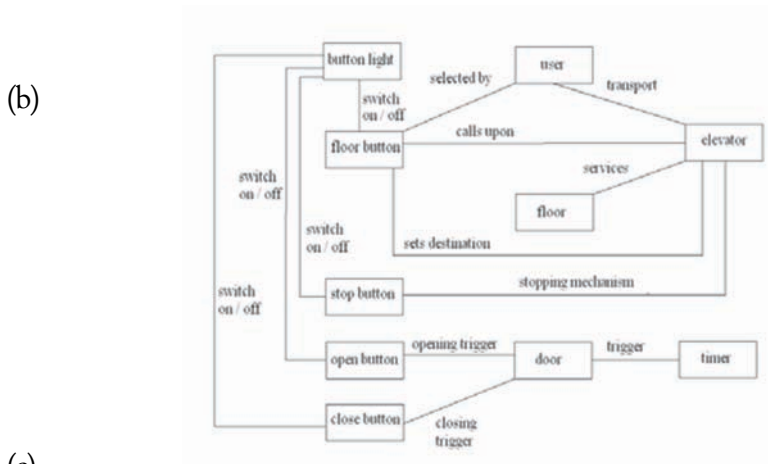 (b)
button light
user
selected by
transport
switch
on / off
floor button
calls upon
elevator
services
switch
on / off
floor
switch
on / off
sets destination
stopping mechanism
switch
on / off
stop button
opening trigger
trigger
open button
door
timer
close button
closing
trigger